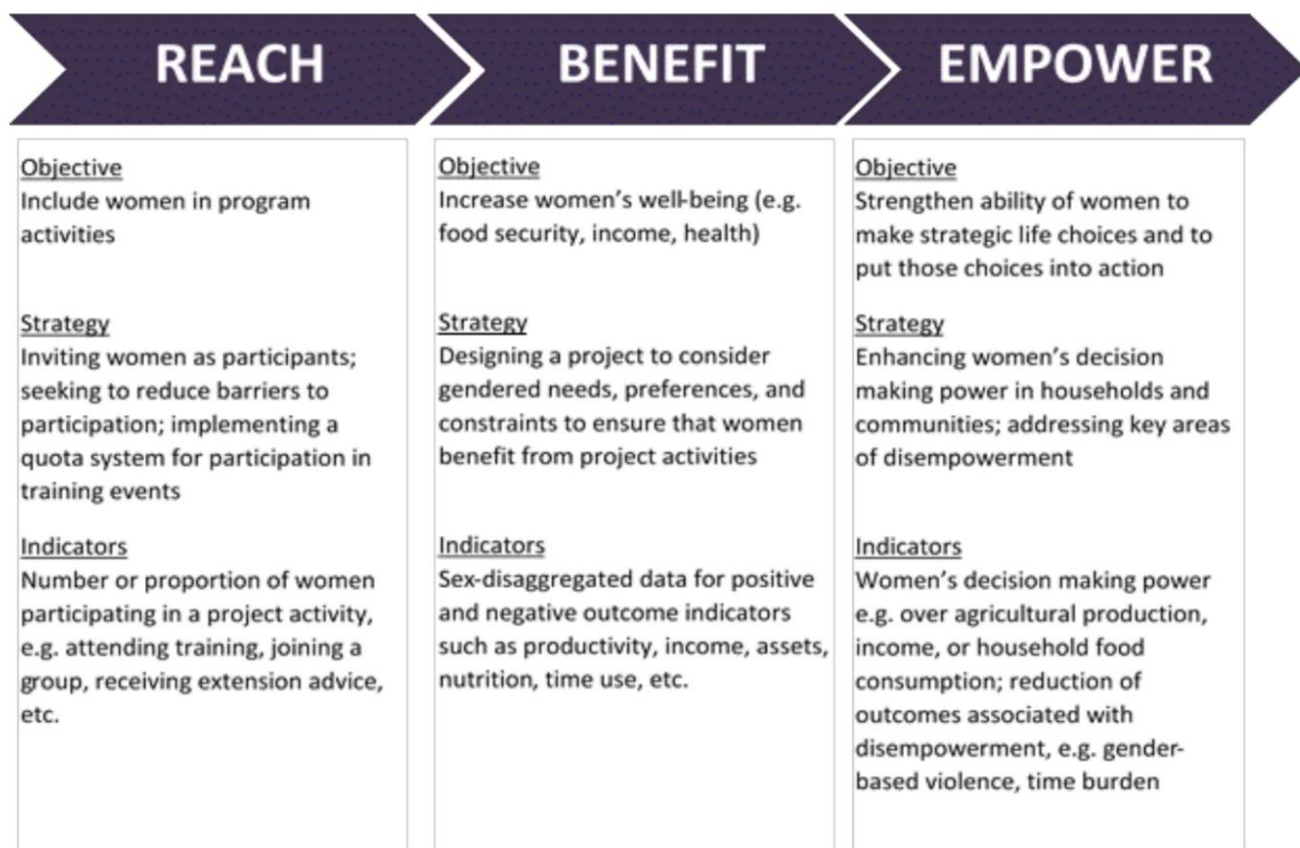 REACH
BENEFIT
EMPOWER
Objective
Include women in program
activities
Strategy
Inviting women as participants;
seeking to reduce barriers to
participation; implementing a
quota system for participation in
training events
Indicators
Number or proportion of women
participating in a project activity,
e.g. attending training, joining a
group, receiving extension advice,
etc.
Objective
Increase women's well-being (e.g.
food security, income, health)
Strategy
Designing a project to consider
gendered needs, preferences, and
constraints to ensure that women
benefit from project activities
Indicators
Sex-disaggregated data for positive
and negative outcome indicators
such as productivity, income, assets,
nutrition, time use, etc.
Objective
Strengthen ability of women to
make strategic life choices and to
put those choices into action
Strategy
Enhancing women's decision
making power in households and
communities; addressing key areas
of disempowerment
Indicators
Women's decision making power
e.g. over agricultural production,
income, or household food
consumption; reduction of
outcomes associated with
disempowerment, e.g. gender-
based violence, time burden